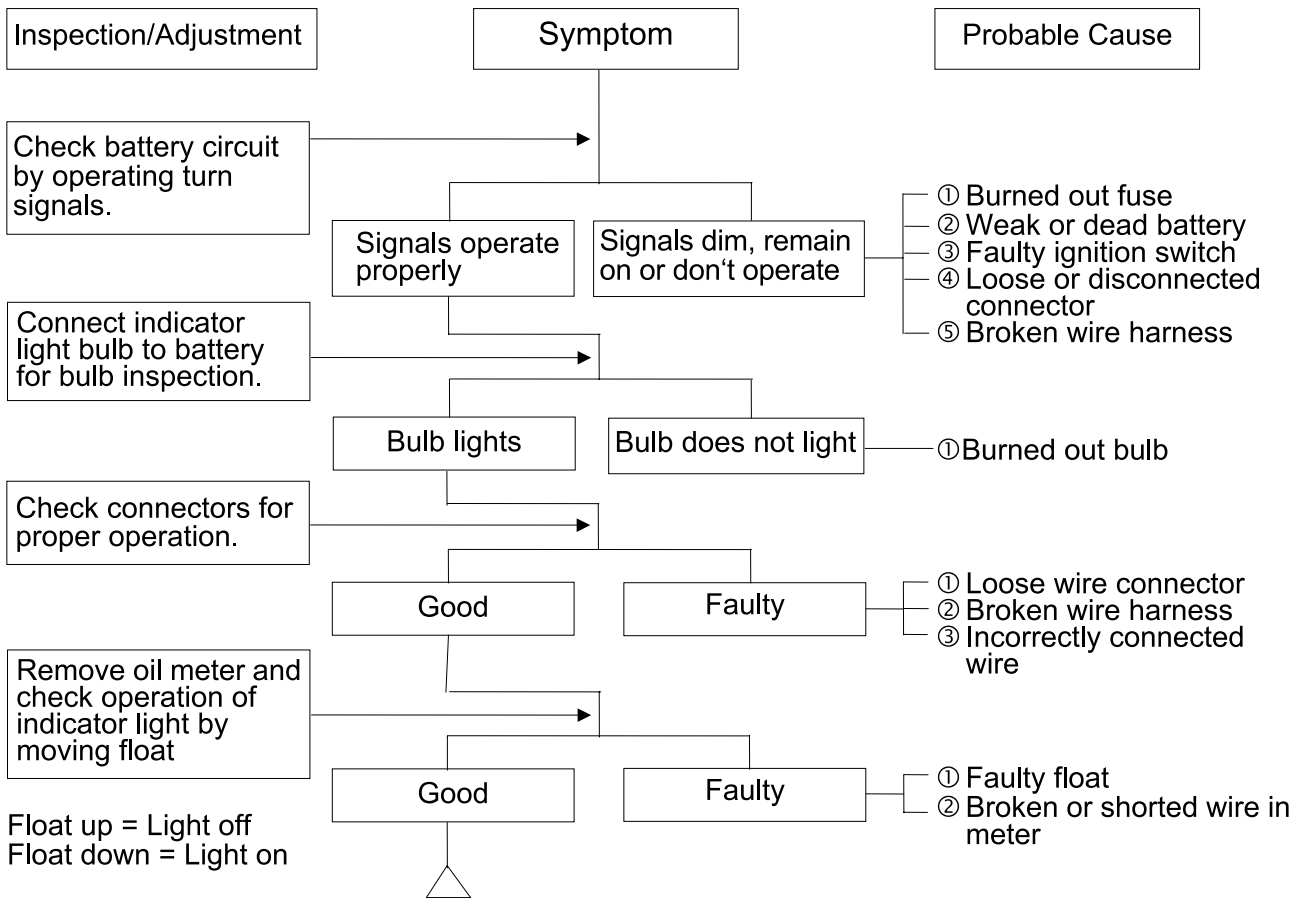 Inspection/Adjustment
Symptom
Probable Cause
Check battery circuit
by operating turn
signals.
Signals operate
properly
Signals dim, remain
on or don‘t operate
① Burned out fuse
② Weak or dead battery
③ Faulty ignition switch
④ Loose or disconnected
connector
⑤ Broken wire harness
Connect indicator
light bulb to battery
for bulb inspection.
Bulb lights
Bulb does not light
①Burned out bulb
Check connectors for
proper operation.
Good
Faulty
① Loose wire connector
② Broken wire harness
③ Incorrectly connected
wire
Remove oil meter and
check operation of
indicator light by
moving float
Good
Faulty
① Faulty float
② Broken or shorted wire in
meter
Float up = Light off
Float down = Light on